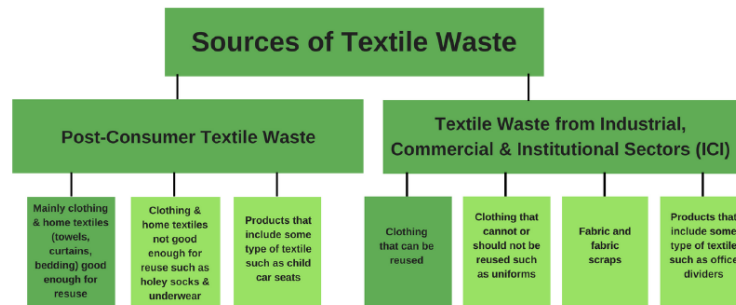 Sources of Textile Waste
Post-Consumer Textile Waste
Textile Waste from Industrial,
Commercial & Institutional Sectors (ICI)
Mainly clothing
& home textiles
(towels,
curtains,
bedding) good
enough for
resuse
Clothing &
home textiles
not good
enough for
reuse such as
holey socks &
underwear
Products that
include some
type of textile
such as child
car seats
Clothing
that can be
reused
Clothing that
cannot or
should not be
reused such
as uniforms
Fabric and
fabric
scraps
Products that
include some
type of textile
such as office
dividers